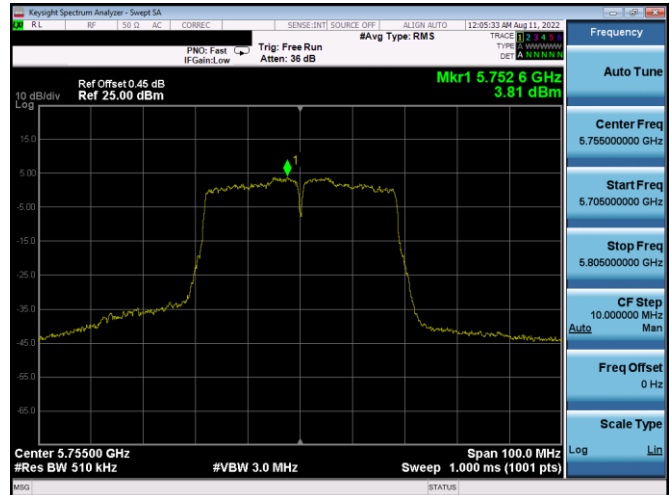 Keysight Spectrum Analyzer - Swept SA
RL RF 50 Ω AC CORREC SENSE:INT SOURCE OFF ALIGN AUTO 12:05:33 AM Aug 11, 2022
#Avg Type: RMS
TRACE 1 2 3 4 5 6
PNO: Fast Trig: Free Run
TYPE A WWWWW
IFGain:Low Atten: 36 dB
DET A N N N N N
Mkr1 5.752 6 GHz
3.81 dBm
Ref Offset 0.45 dB
10 dB/div Ref 25.00 dBm
Log
15.0
5.00
-5.00
-15.0
-25.0
-35.0
-45.0
-55.0
-65.0
1
Center 5.75500 GHz Span 100.0 MHz
#Res BW 510 kHz #VBW 3.0 MHz Sweep 1.000 ms (1001 pts)
MSG STATUS
Frequency
Auto Tune
Center Freq
5.755000000 GHz
Start Freq
5.705000000 GHz
Stop Freq
5.805000000 GHz
CF Step
10.000000 MHz
Auto Man
Freq Offset
0 Hz
Scale Type
Log Lin